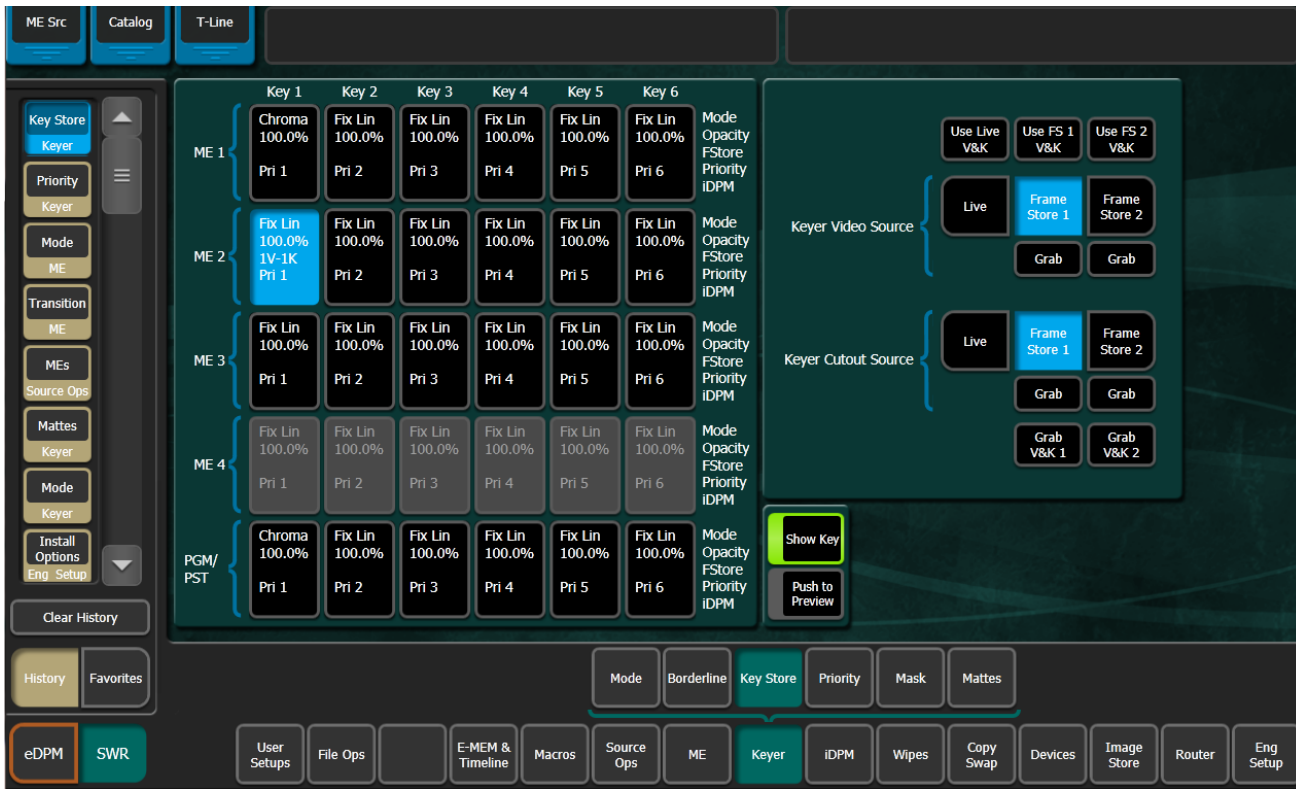 ME Src
Catalog
T-Line
Key Store
Keyer
Priority
Keyer
Mode
ME
Transition
ME
MEs
Source Ops
Mattes
Keyer
Mode
Keyer
Install
Options
Eng Setup
Clear History
History
Favorites
eDPM
SWR
Key 1 Key 2 Key 3 Key 4 Key 5 Key 6
ME 1
Chroma Fix Lin Fix Lin Fix Lin Fix Lin Fix Lin Mode
100.0% 100.0% 100.0% 100.0% 100.0% 100.0% Opacity
FStore
Pri 1 Pri 2 Pri 3 Pri 4 Pri 5 Pri 6 Priority
iDPM
ME 2
Fix Lin Fix Lin Fix Lin Fix Lin Fix Lin Fix Lin Mode
100.0% 100.0% 100.0% 100.0% 100.0% 100.0% Opacity
1V-1K FStore
Pri 1 Pri 2 Pri 3 Pri 4 Pri 5 Pri 6 Priority
iDPM
ME 3
Fix Lin Fix Lin Fix Lin Fix Lin Fix Lin Fix Lin Mode
100.0% 100.0% 100.0% 100.0% 100.0% 100.0% Opacity
FStore
Pri 1 Pri 2 Pri 3 Pri 4 Pri 5 Pri 6 Priority
iDPM
ME 4
Fix Lin Fix Lin Fix Lin Fix Lin Fix Lin Fix Lin Mode
100.0% 100.0% 100.0% 100.0% 100.0% 100.0% Opacity
FStore
Pri 1 Pri 2 Pri 3 Pri 4 Pri 5 Pri 6 Priority
iDPM
PGM/
PST
Chroma Fix Lin Fix Lin Fix Lin Fix Lin Fix Lin Mode
100.0% 100.0% 100.0% 100.0% 100.0% 100.0% Opacity
FStore
Pri 1 Pri 2 Pri 3 Pri 4 Pri 5 Pri 6 Priority
iDPM
Use Live
V&K
Use FS 1
V&K
Use FS 2
V&K
Keyer Video Source
Live
Frame
Store 1
Frame
Store 2
Grab
Grab
Keyer Cutout Source
Live
Frame
Store 1
Frame
Store 2
Grab
Grab
Grab
V&K 1
Grab
V&K 2
Show Key
Push to
Preview
Mode
Borderline
Key Store
Priority
Mask
Mattes
User
Setups
File Ops
E-MEM &
Timeline
Macros
Source
Ops
ME
Keyer
iDPM
Wipes
Copy
Swap
Devices
Image
Store
Router
Eng
Setup